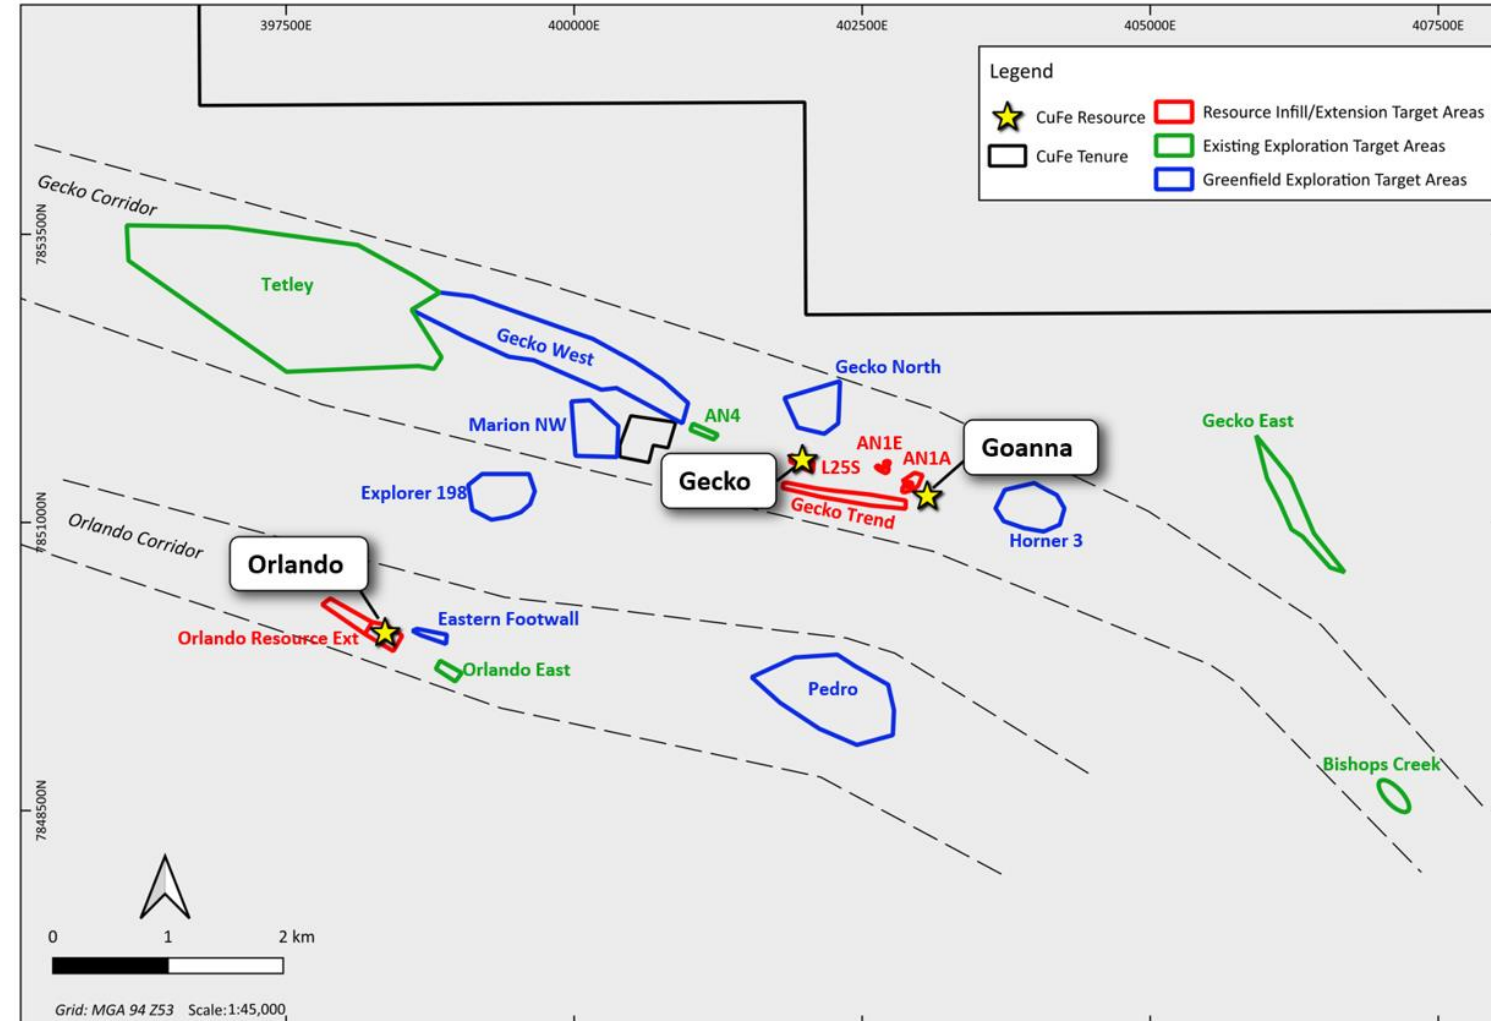 397500E
400000E
402500E
405000E
407500E
Legend
CuFe Resource
CuFe Tenure
Resource Infill/Extension Target Areas
Existing Exploration Target Areas
Greenfield Exploration Target Areas
Gecko Corridor
7853500N
Tetley
Gecko West
Gecko North
Marion NW
AN4
Gecko East
AN1E
Goanna
AN1A
L25S
Gecko
Explorer 198
Gecko Trend
7851000N
Orlando Corridor
Horner 3
Orlando
Eastern Footwall
Orlando Resource Ext
Orlando East
Pedro
Bishops Creek
7848500N
0 1 2 km
Grid: MGA 94 Z53 Scale:1:45,000